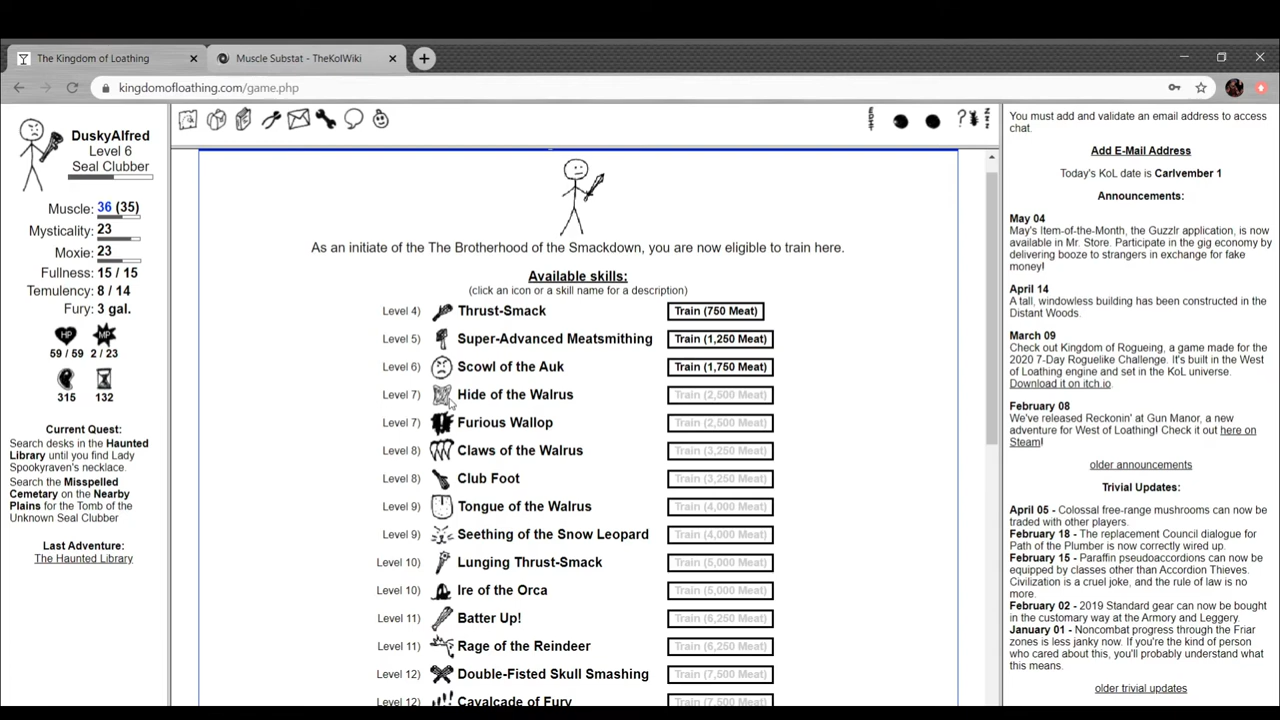 The Kingdom of Loathing
Muscle Substat - TheKolWiki
kingdomofloathing.com/game.php
DuskyAlfred
Level 6
Seal Clubber
Muscle: 36 (35)
Mysticality: 23
Moxie: 23
Fullness: 15 / 15
Temulency: 8 / 14
Fury: 3 gal.
HP MP
59 / 59 2 / 23
315 132
Current Quest:
Search desks in the Haunted
Library until you find Lady
Spookyraven's necklace.
Search the Misspelled
Cemetary on the Nearby
Plains for the Tomb of the
Unknown Seal Clubber
Last Adventure:
The Haunted Library
As an initiate of the The Brotherhood of the Smackdown, you are now eligible to train here.
Available skills:
(click an icon or a skill name for a description)
Level 4) Thrust-Smack Train (750 Meat)
Level 5) Super-Advanced Meatsmithing Train (1,250 Meat)
Level 6) Scowl of the Auk Train (1,750 Meat)
Level 7) Hide of the Walrus Train (2,500 Meat)
Level 7) Furious Wallop Train (2,500 Meat)
Level 8) Claws of the Walrus Train (3,250 Meat)
Level 8) Club Foot Train (3,250 Meat)
Level 9) Tongue of the Walrus Train (4,000 Meat)
Level 9) Seething of the Snow Leopard Train (4,000 Meat)
Level 10) Lunging Thrust-Smack Train (5,000 Meat)
Level 10) Ire of the Orca Train (5,000 Meat)
Level 11) Batter Up! Train (6,250 Meat)
Level 11) Rage of the Reindeer Train (6,250 Meat)
Level 12) Double-Fisted Skull Smashing Train (7,500 Meat)
Level 12) Cavalcade of Fury Train (7,500 Meat)
You must add and validate an email address to access
chat.
Add E-Mail Address
Today's KoL date is Carlvember 1
Announcements:
May 04
May's Item-of-the-Month, the Guzzlr application, is now
available in Mr. Store. Participate in the gig economy by
delivering booze to strangers in exchange for fake
money!
April 14
A tall, windowless building has been constructed in the
Distant Woods.
March 09
Check out Kingdom of Rogueing, a game made for the
2020 7-Day Roguelike Challenge. It's built in the West
of Loathing engine and set in the KoL universe.
Download it on itch.io.
February 08
We've released Reckonin' at Gun Manor, a new
adventure for West of Loathing! Check it out here on
Steam!
older announcements
Trivial Updates:
April 05 - Colossal free-range mushrooms can now be
traded with other players.
February 18 - The replacement Council dialogue for
Path of the Plumber is now correctly wired up.
February 15 - Paraffin pseudoaccordions can now be
equipped by classes other than Accordion Thieves.
Civilization is a cruel joke, and the rule of law is no
more.
February 02 - 2019 Standard gear can now be bought
in the customary way at the Armory and Leggery.
January 01 - Noncombat progress through the Friar
zones is less janky now. If you're the kind of person
who cared about this, you'll probably understand what
this means.
older trivial updates